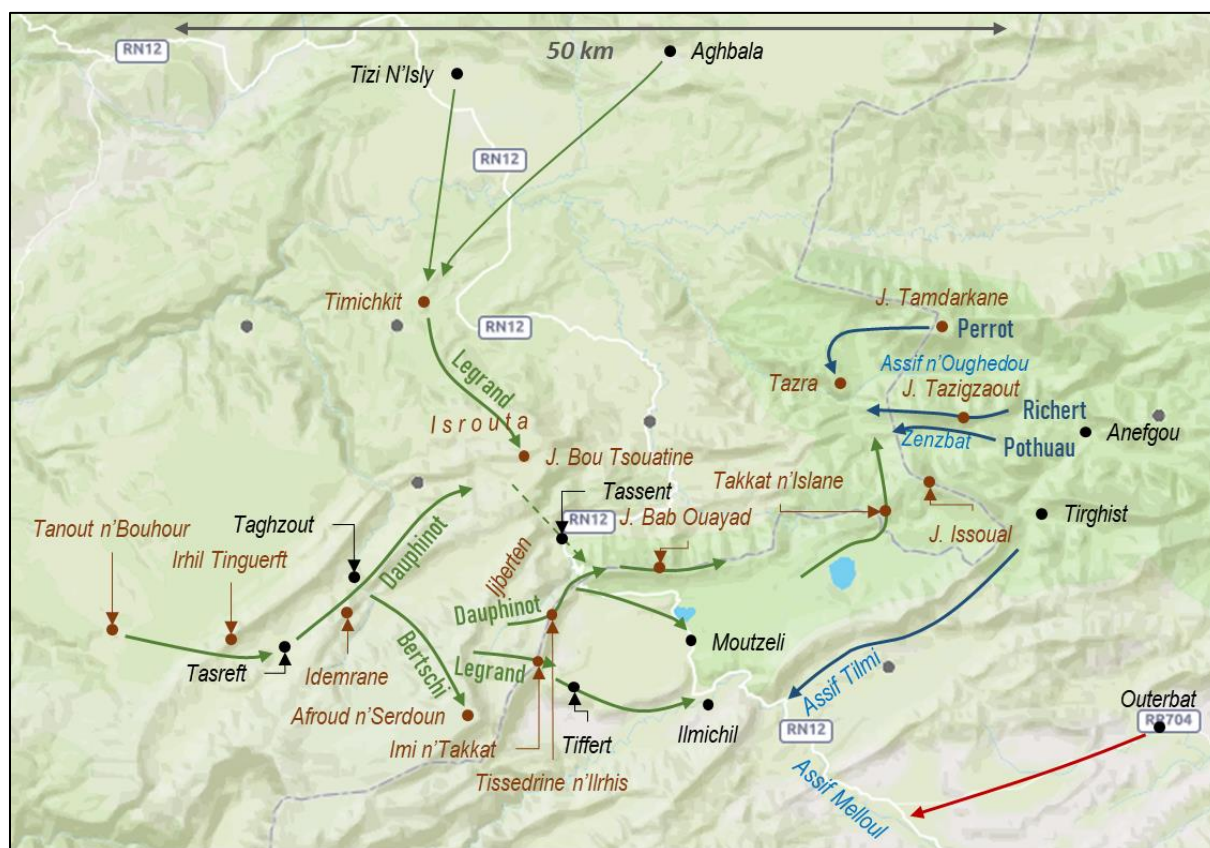 RN12
50 km
Aghbala
Tizi N'Isly
RN12
J. Tamdarkane
Timichkit
RN12
Perrot
Assif n'Oughedou
Legrand
Tazra
J. Tazigzaout
Richert
Isrouta
Zenzbat
Pothuau
Anefgou
J. Bou Tsouatine
Tassent
Takkat n'Islane
Tanout n'Bouhour
Taghzout
RN12
J. Bab Ouayad
Tirghist
J. Issoual
Irhil Tinguerft
Dauphinot
Ijberten
Dauphinot
Moutzeli
Tasreft
Idemrane
Bertschi
Legrand
Assif Tilmi
Afroud n'Serdoun
Outerbat
Imi n'Takkat
Tiffert
Ilmichil
RN12
RP704
Tissedrine n'Ilrhis
Assif Melloul